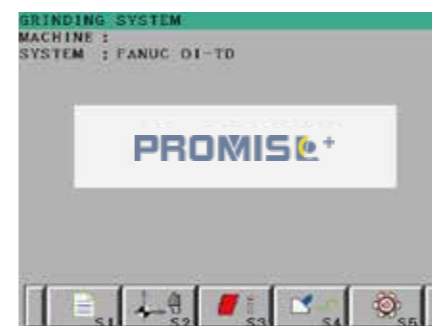 GRINDING SYSTEM
MACHINE :
SYSTEM : FANUC OI-TD
PROMISE+
S1 S2 S3 S4 S5